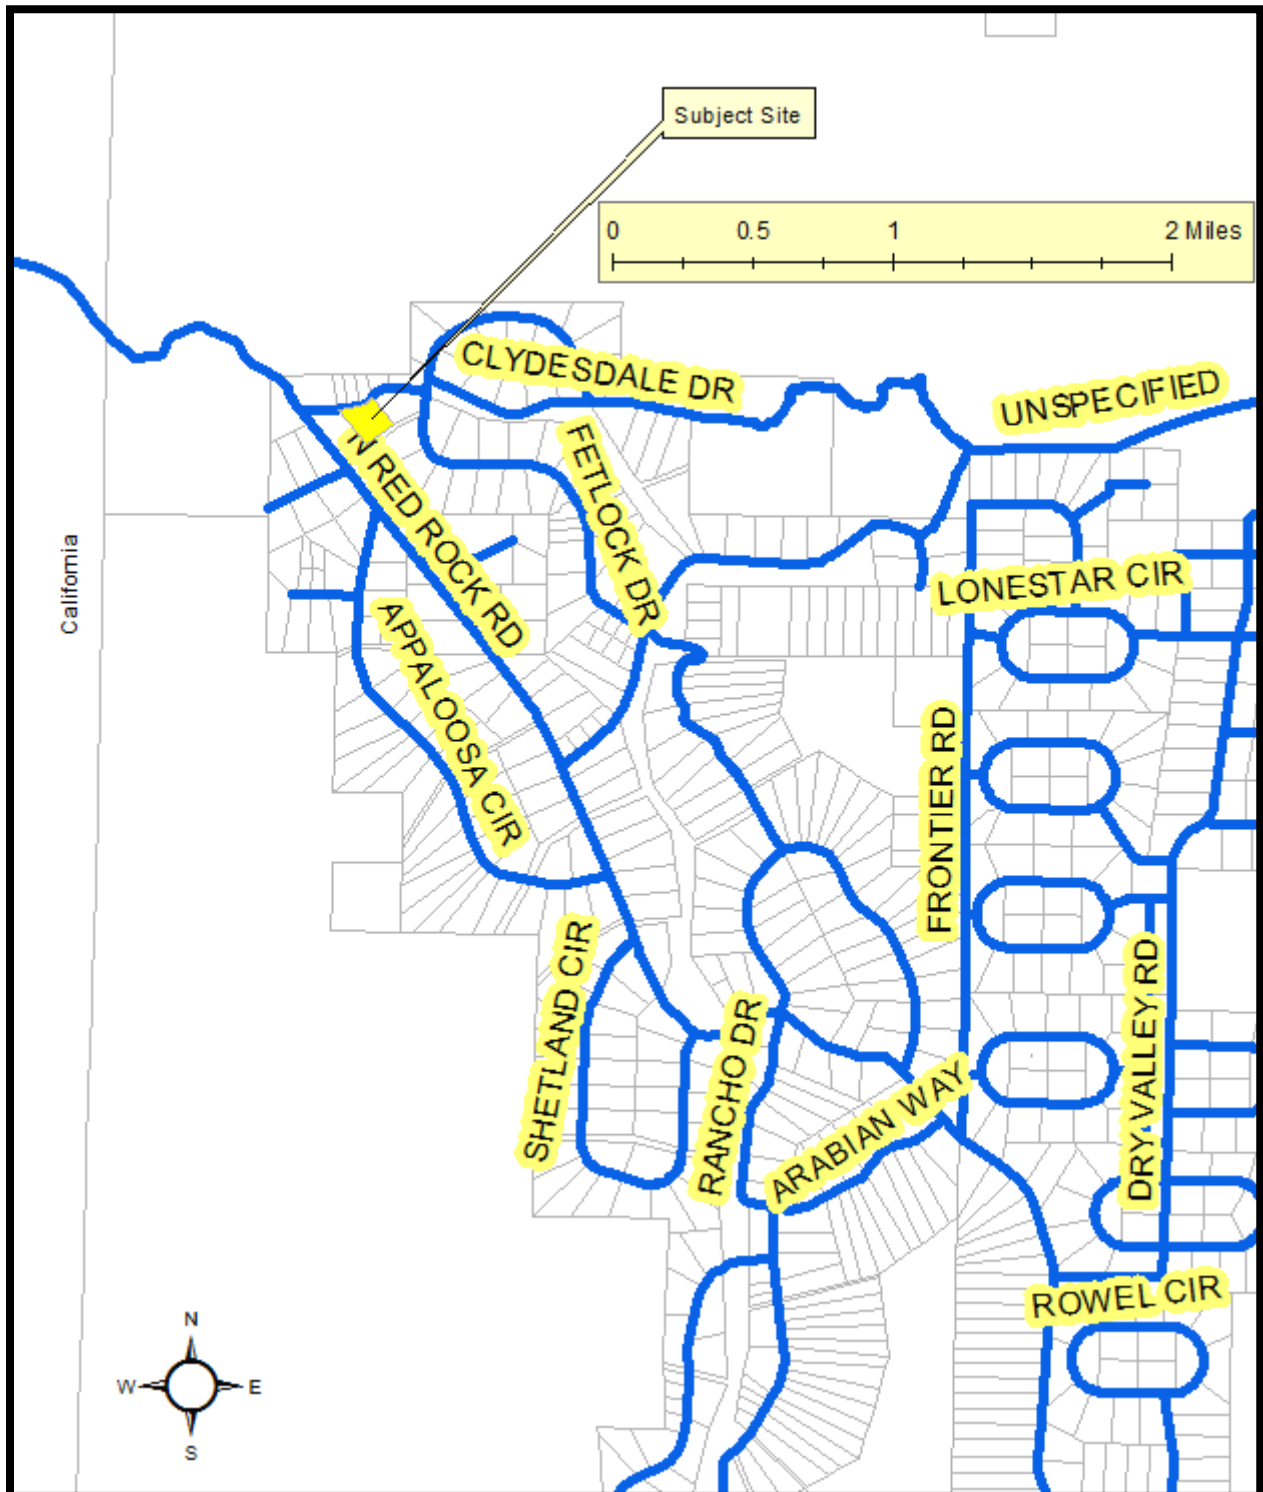 Subject Site
0 0.5 1 2 Miles
CLYDESDALE DR
UNSPECIFIED
N RED ROCK RD
FETLOCK DR
California
LONESTAR CIR
APPALOOSA CIR
FRONTIER RD
SHETLAND CIR
RANCHO DR
ARABIAN WAY
DRY VALLEY RD
ROWEL CIR
N
W E
S